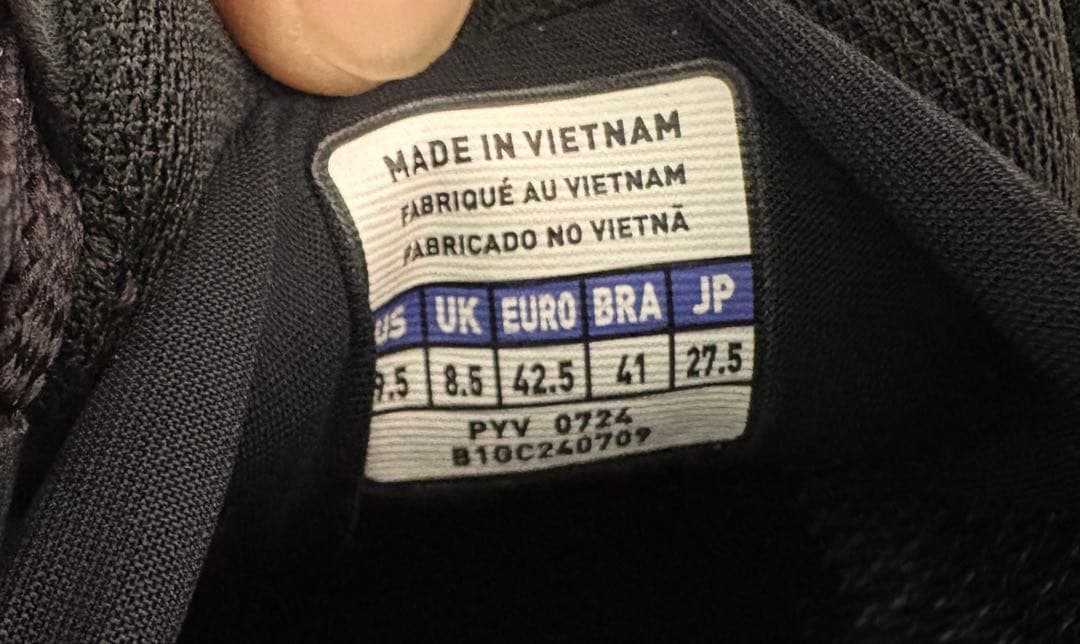 MADE IN VIETNAM
FABRIQUÉ AU VIETNAM
FABRICADO NO VIETNÃ
US UK EURO BRA JP
9.5 8.5 42.5 41 27.5
PYV 0724
B1GC240709